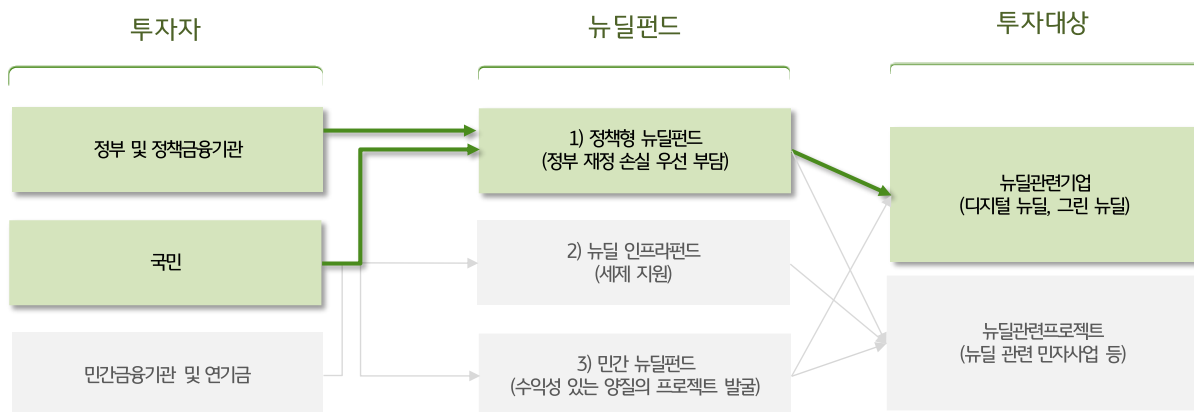 투자자
뉴딜펀드
투자대상
정부 및 정책금융기관
1) 정책형 뉴딜펀드
(정부 재정 손실 우선 부담)
뉴딜관련기업
(디지털 뉴딜, 그린 뉴딜)
국민
2) 뉴딜 인프라펀드
(세제 지원)
민간금융기관 및 연기금
3) 민간 뉴딜펀드
(수익성 있는 양질의 프로젝트 발굴)
뉴딜관련프로젝트
(뉴딜 관련 민자사업 등)